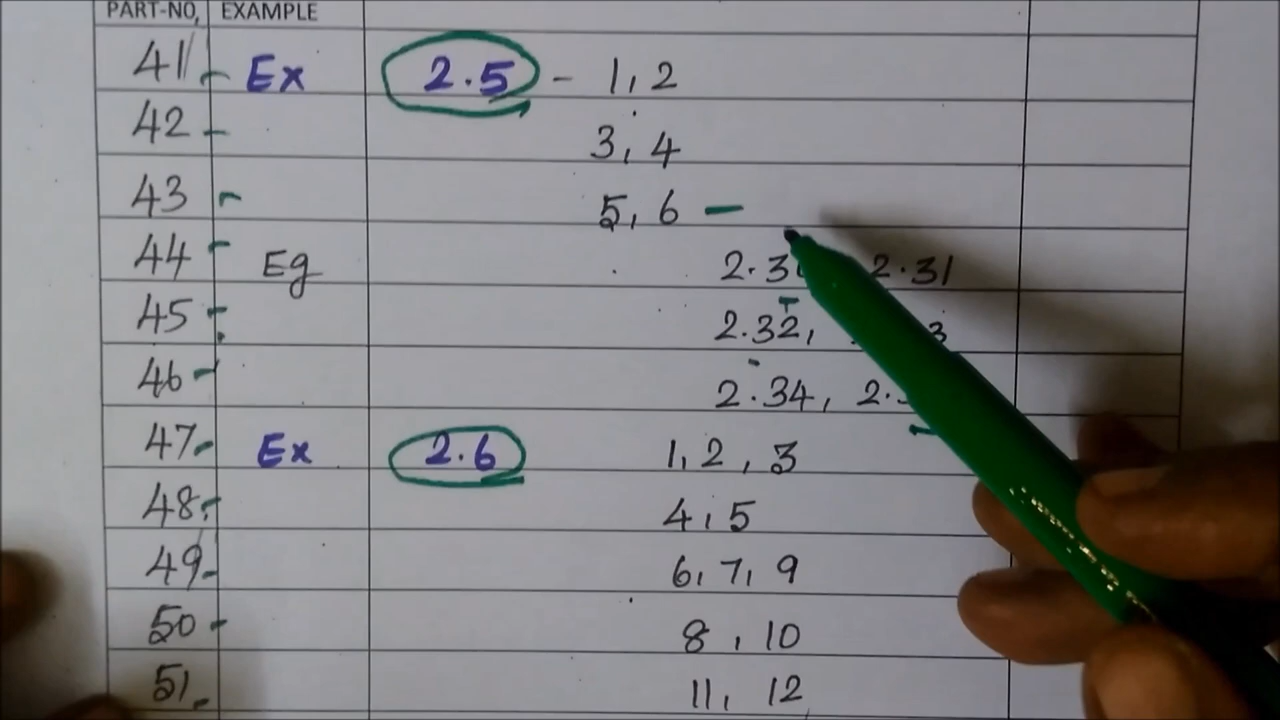 PART-NO, EXAMPLE
41 Ex 2.5 - 1, 2
42 3, 4
43 5, 6 -
44 Eg 2.31
45 2.32,
46 2.34,
47 Ex 2.6 1, 2, 3
48 4, 5
49 6, 7, 9
50 8, 10
51 11, 12